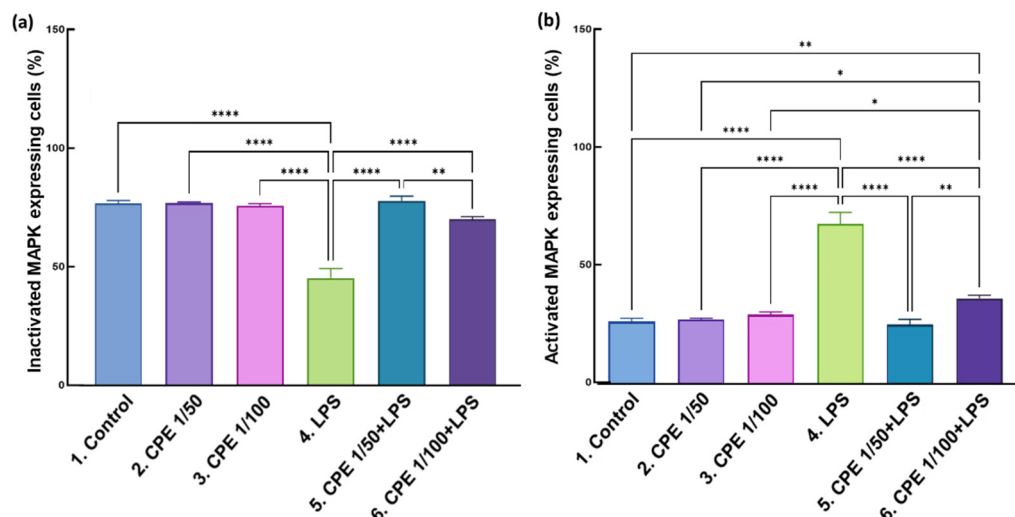 (a)
Inactivated MAPK expressing cells (%)
150
100
50
0
****
****
****
****
****
**
1. Control
2. CPE 1/50
3. CPE 1/100
4. LPS
5. CPE 1/50+LPS
6. CPE 1/100+LPS
(b)
Activated MAPK expressing cells (%)
150
100
50
0
**
*
*
****
****
****
****
****
**
1. Control
2. CPE 1/50
3. CPE 1/100
4. LPS
5. CPE 1/50+LPS
6. CPE 1/100+LPS